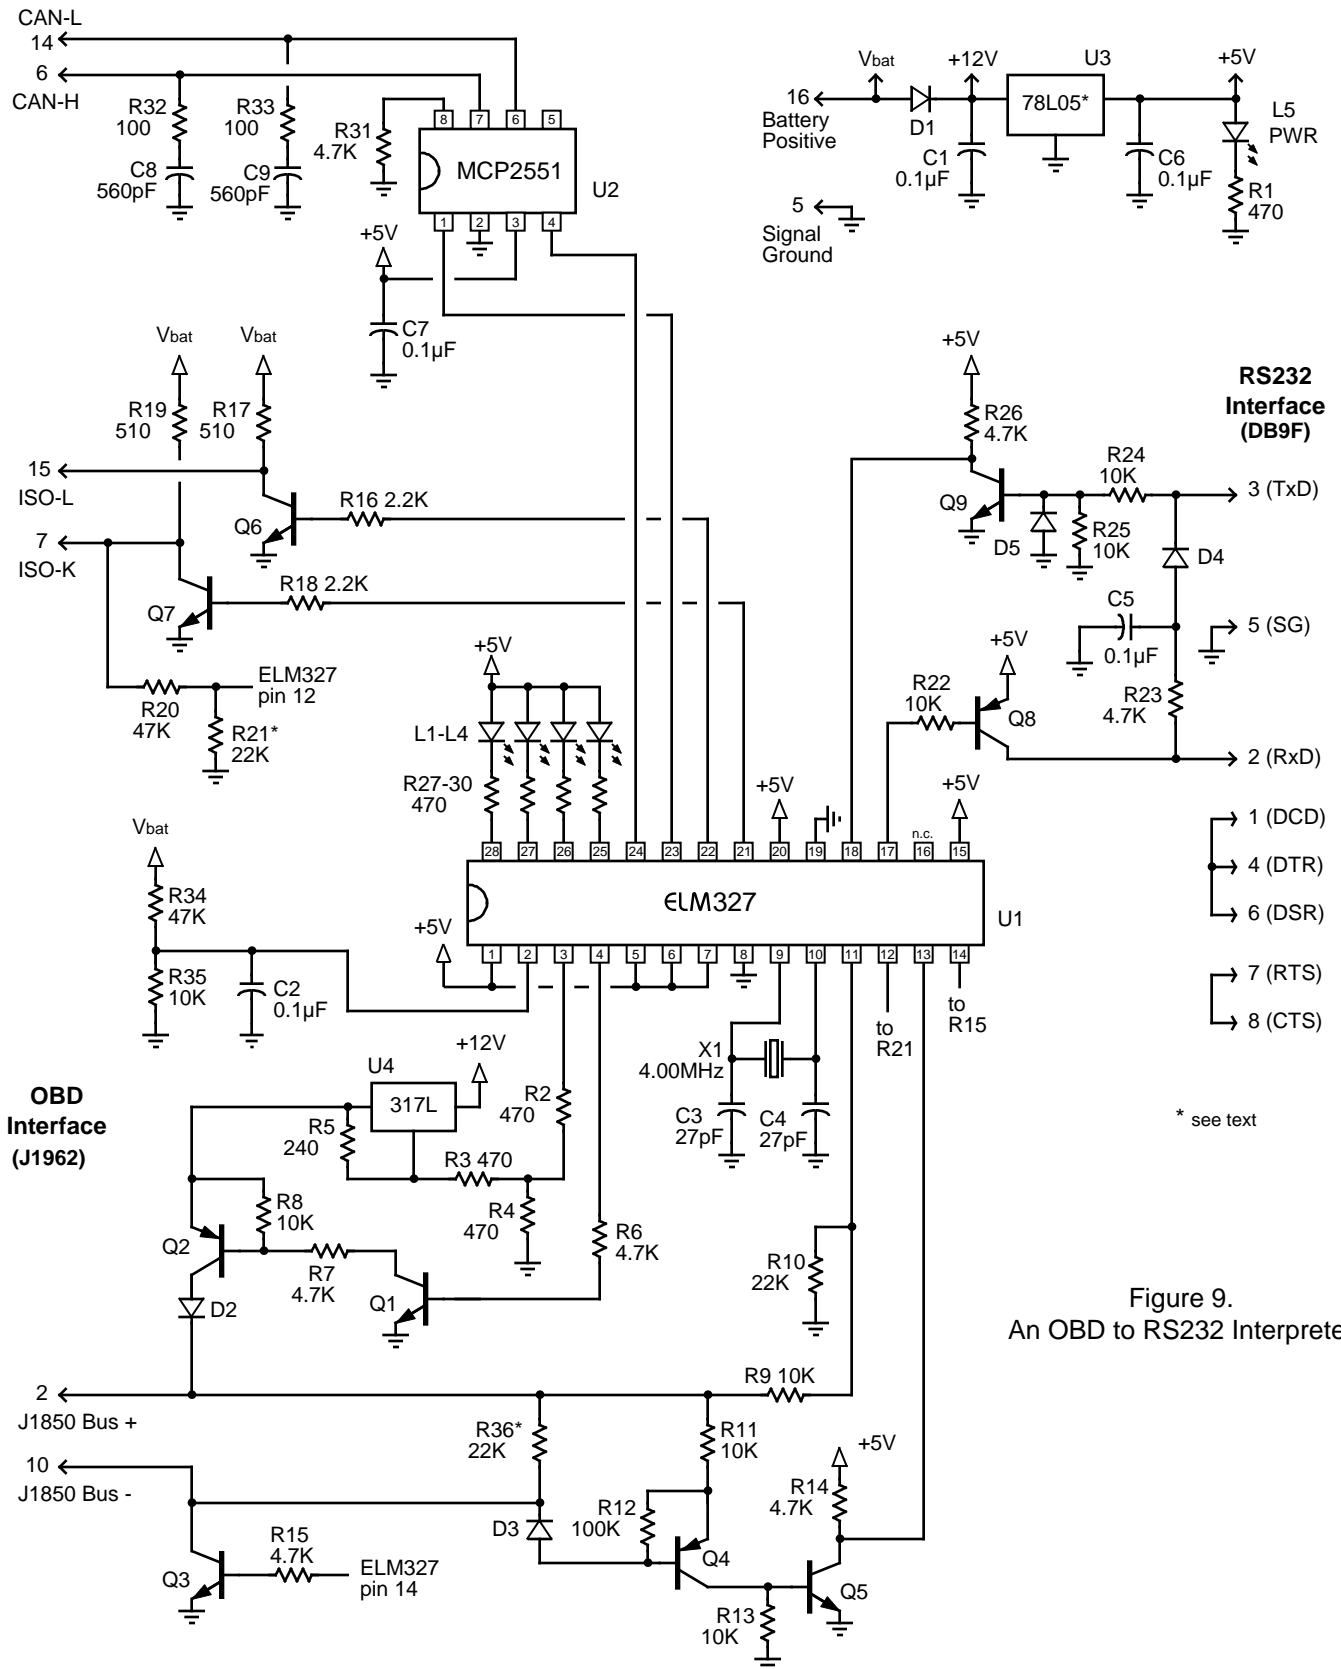 CAN-L
14
6
CAN-H
R32
100
R33
100
C8
560pF
C9
560pF
R31
4.7K
8
7
6
5
MCP2551
U2
1
2
3
4
+5V
C7
0.1µF
Vbat
+12V
U3
+5V
16
Battery
Positive
D1
78L05*
L5
PWR
C1
0.1µF
C6
0.1µF
R1
470
5
Signal
Ground
Vbat
Vbat
R19
510
R17
510
15
ISO-L
7
ISO-K
Q6
R16 2.2K
Q7
R18 2.2K
R20
47K
ELM327
pin 12
R21*
22K
+5V
RS232
Interface
(DB9F)
R26
4.7K
R24
10K
3 (TxD)
Q9
D5
R25
10K
D4
C5
0.1µF
5 (SG)
+5V
R22
10K
Q8
R23
4.7K
2 (RxD)
+5V
L1-L4
R27-30
470
+5V
+5V
n.c.
1 (DCD)
4 (DTR)
6 (DSR)
7 (RTS)
8 (CTS)
28
27
26
25
24
23
22
21
20
19
18
17
16
15
ELM327
U1
+5V
1
2
3
4
5
6
7
8
9
10
11
12
13
14
Vbat
R34
47K
R35
10K
C2
0.1µF
to
R21
to
R15
X1
4.00MHz
C3
27pF
C4
27pF
* see text
OBD
Interface
(J1962)
U4
+12V
317L
R5
240
R2
470
R3 470
R4
470
R8
10K
Q2
R7
4.7K
Q1
R6
4.7K
D2
R10
22K
Figure 9.
An OBD to RS232 Interprete
2
J1850 Bus +
R9 10K
R36*
22K
R11
10K
10
J1850 Bus -
+5V
R14
4.7K
D3
R12
100K
Q4
Q5
Q3
R15
4.7K
ELM327
pin 14
R13
10K